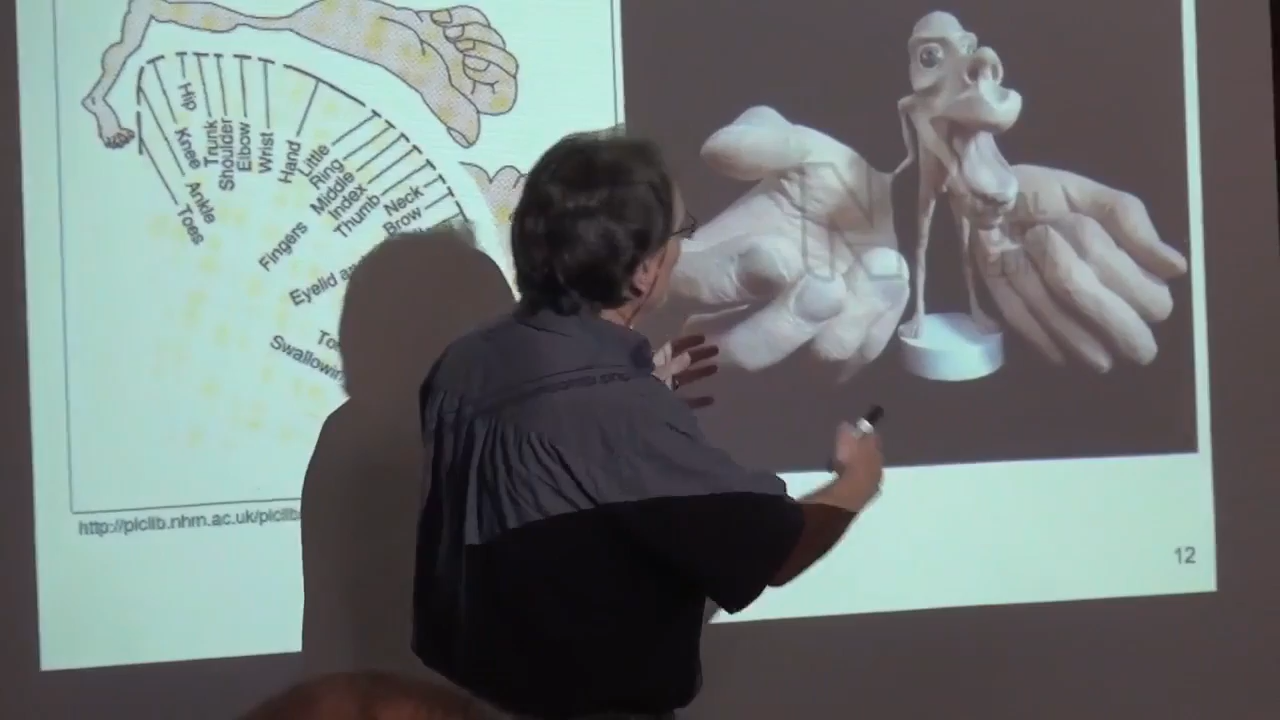 Hip
Knee
Ankle
Toes
Trunk
Shoulder
Elbow
Wrist
Hand
Little
Ring
Middle
Index
Thumb
Fingers
Neck
Brow
Eyelid
Swallowin
http://piclib.nhm.ac.uk/piclib
12